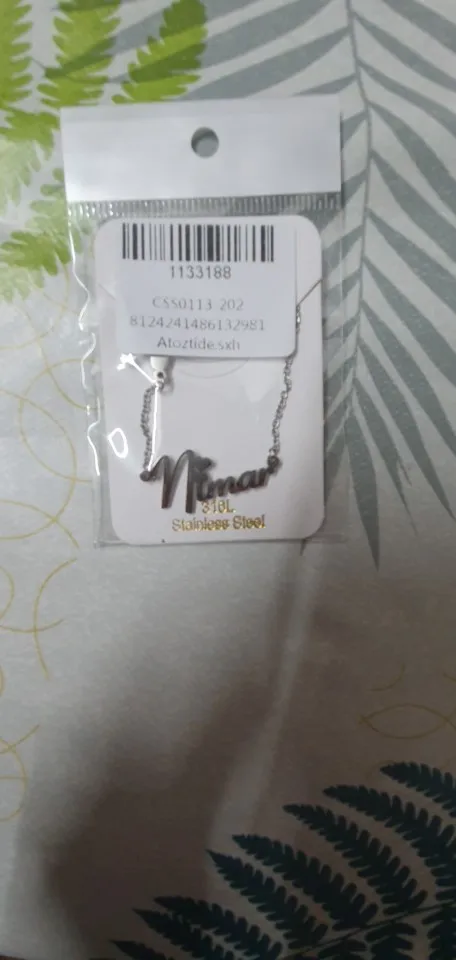 1133188
CSS0113-202
8124241486132981
Atoztide.sxh
Nimar
316L
Stainless Steel